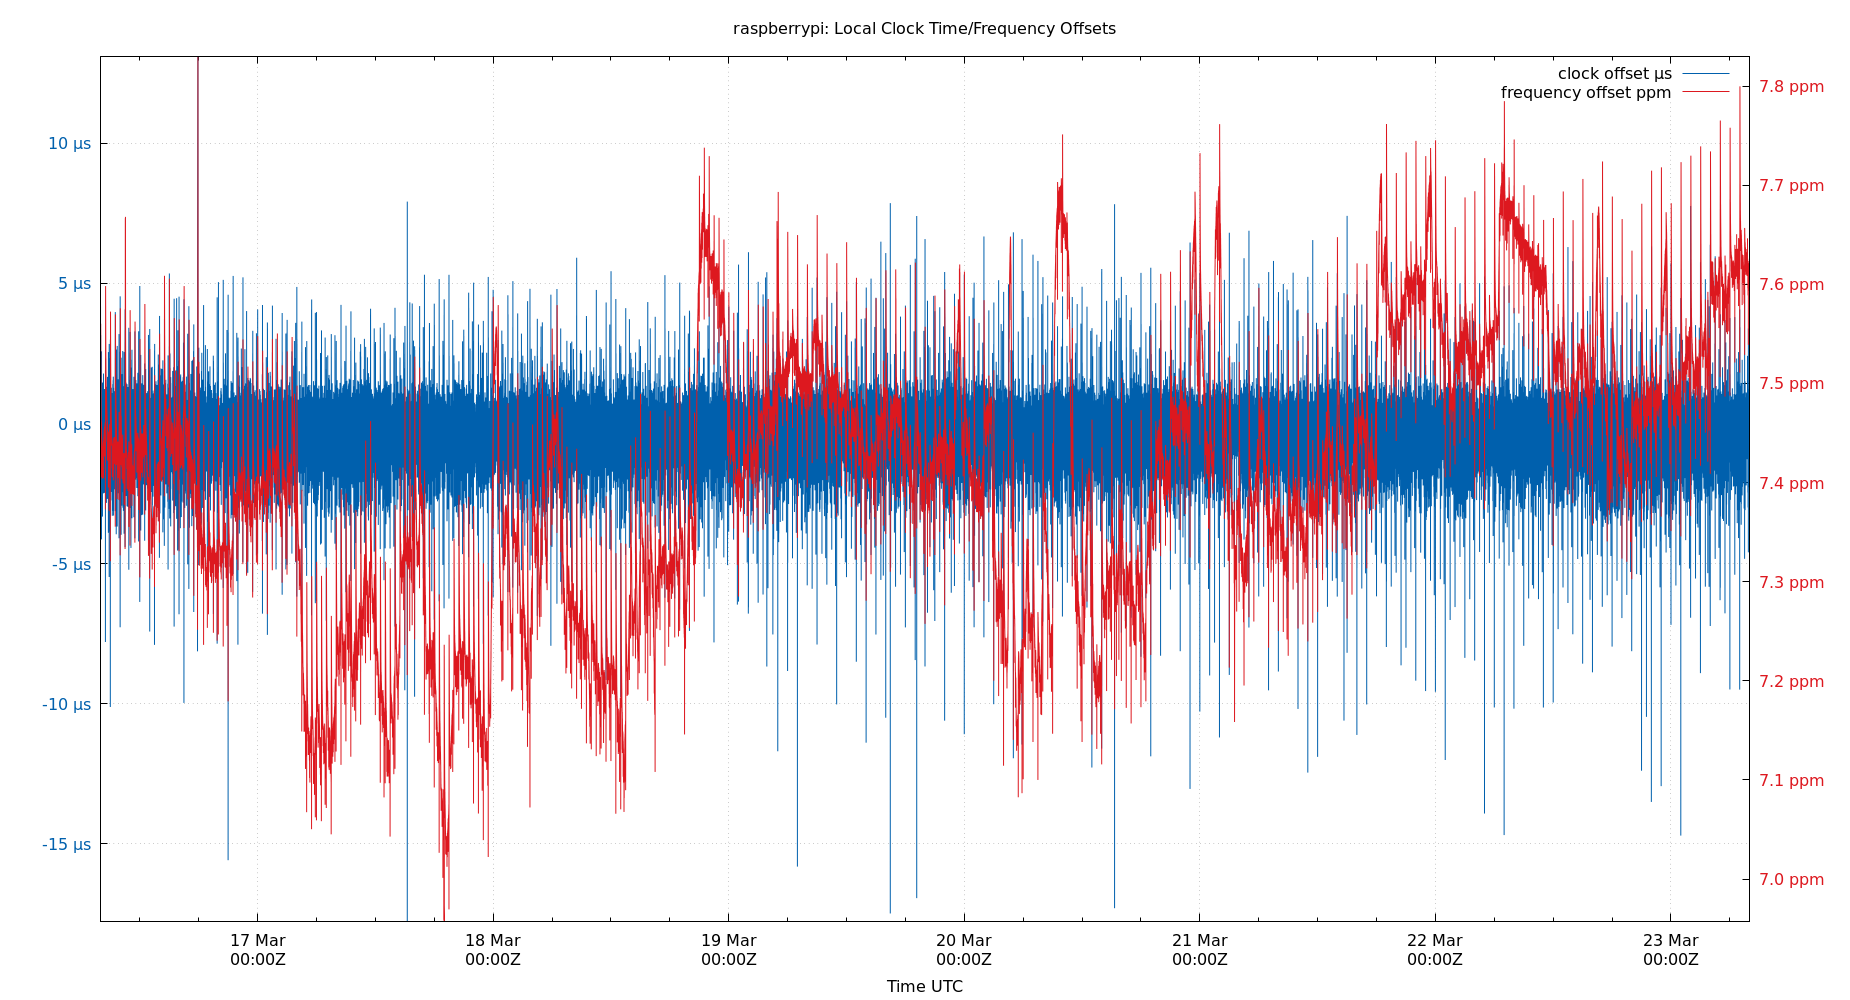 raspberrypi: Local Clock Time/Frequency Offsets
clock offset µs
frequency offset ppm
10 µs
5 µs
0 µs
-5 µs
-10 µs
-15 µs
7.8 ppm
7.7 ppm
7.6 ppm
7.5 ppm
7.4 ppm
7.3 ppm
7.2 ppm
7.1 ppm
7.0 ppm
17 Mar
00:00Z
18 Mar
00:00Z
19 Mar
00:00Z
20 Mar
00:00Z
21 Mar
00:00Z
22 Mar
00:00Z
23 Mar
00:00Z
Time UTC